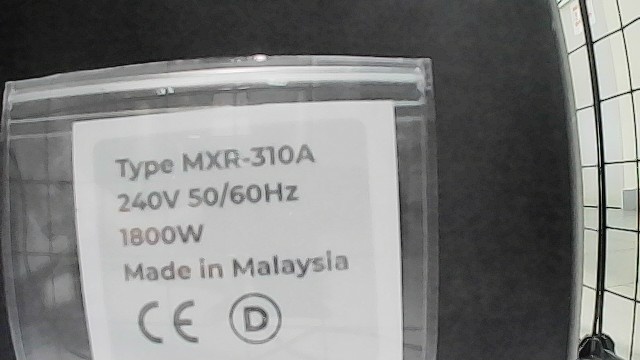 Type MXR-310A
240V 50/60Hz
1800W
Made in Malaysia
CE D